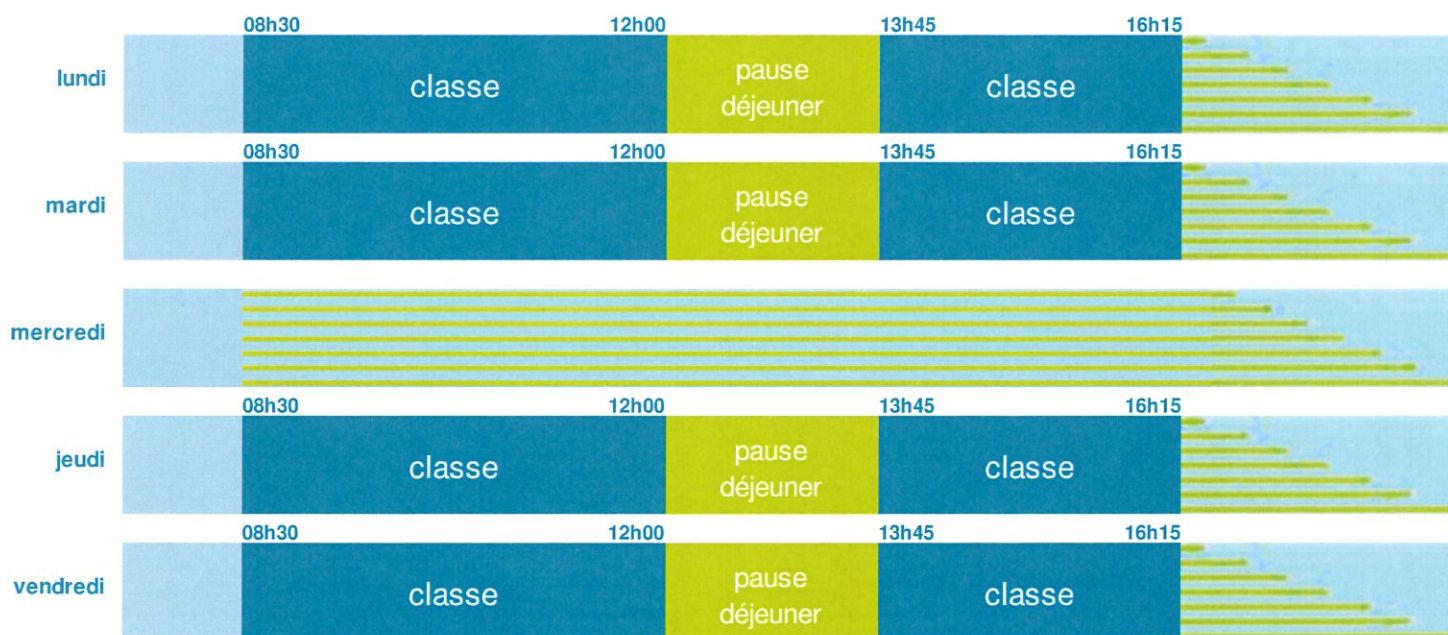 08h30 12h00 13h45 16h15
lundi classe pause déjeuner classe
08h30 12h00 13h45 16h15
mardi classe pause déjeuner classe
mercredi
08h30 12h00 13h45 16h15
jeudi classe pause déjeuner classe
08h30 12h00 13h45 16h15
vendredi classe pause déjeuner classe